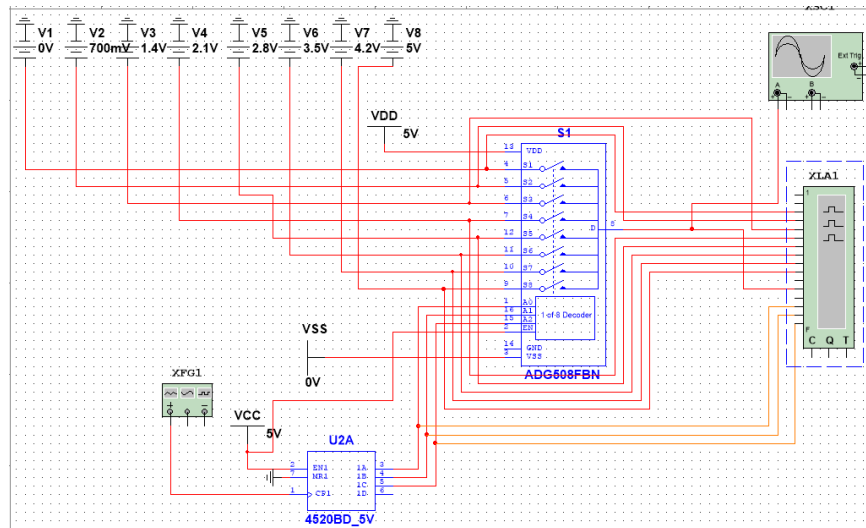 XSC1
V1 V2 V3 V4 V5 V6 V7 V8
0V 700mV 1.4V 2.1V 2.8V 3.5V 4.2V 5V
Ext Trig
A B
VDD
5V
S1
13 VDD
4 S1
5 S2
6 S3
7 S4
12 S5
11 S6
10 S7
9 S8
D 8
1 A0
16 A1
15 A2
2 EN
1 of 8 Decoder
14 GND
3 VSS
ADG508FBN
XLA1
1
F
C Q T
VSS
0V
XFG1
VCC
5V
U2A
2 EN1 1A 3
7 MR1 1B 4
1C 5
1 CP1 1D 6
4520BD_5V